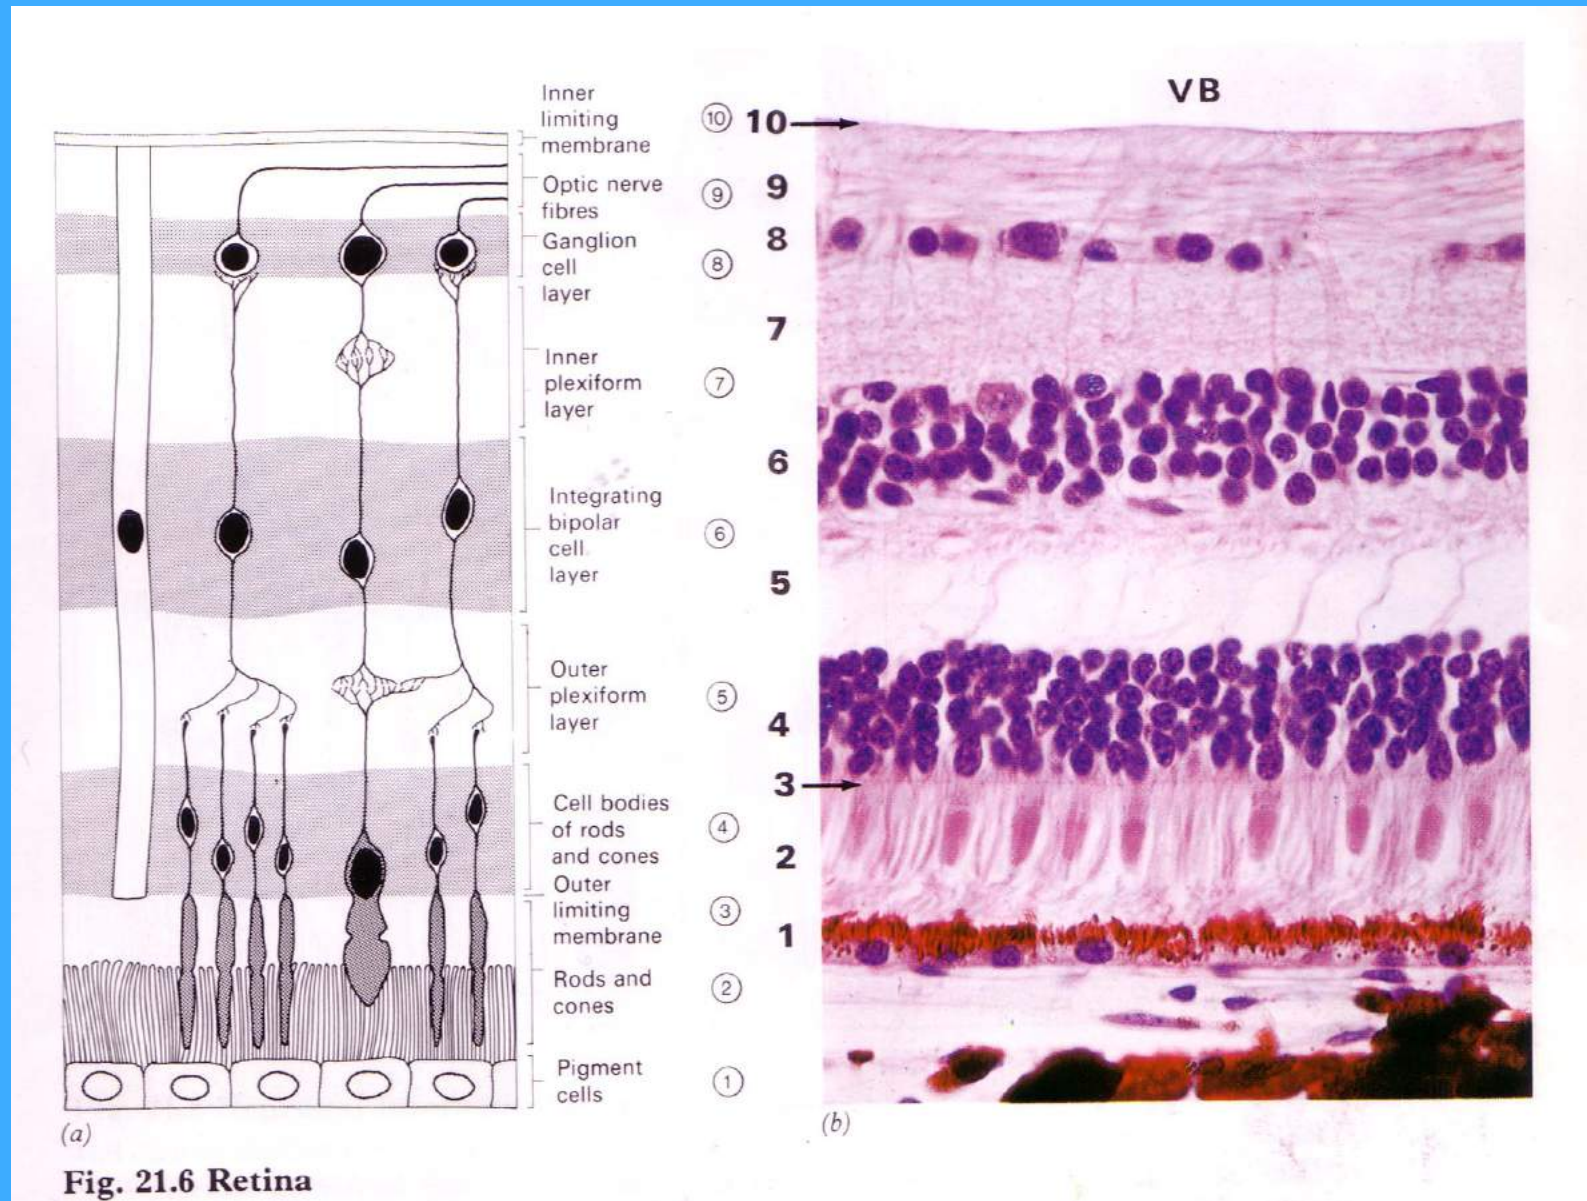 Inner
limiting
membrane
⑩
Optic nerve
fibres
⑨
Ganglion
cell
layer
⑧
Inner
plexiform
layer
⑦
Integrating
bipolar
cell
layer
⑥
Outer
plexiform
layer
⑤
Cell bodies
of rods
and cones
④
Outer
limiting
membrane
③
Rods and
cones
②
Pigment
cells
①
(a)
VB
10
9
8
7
6
5
4
3
2
1
(b)
Fig. 21.6 Retina